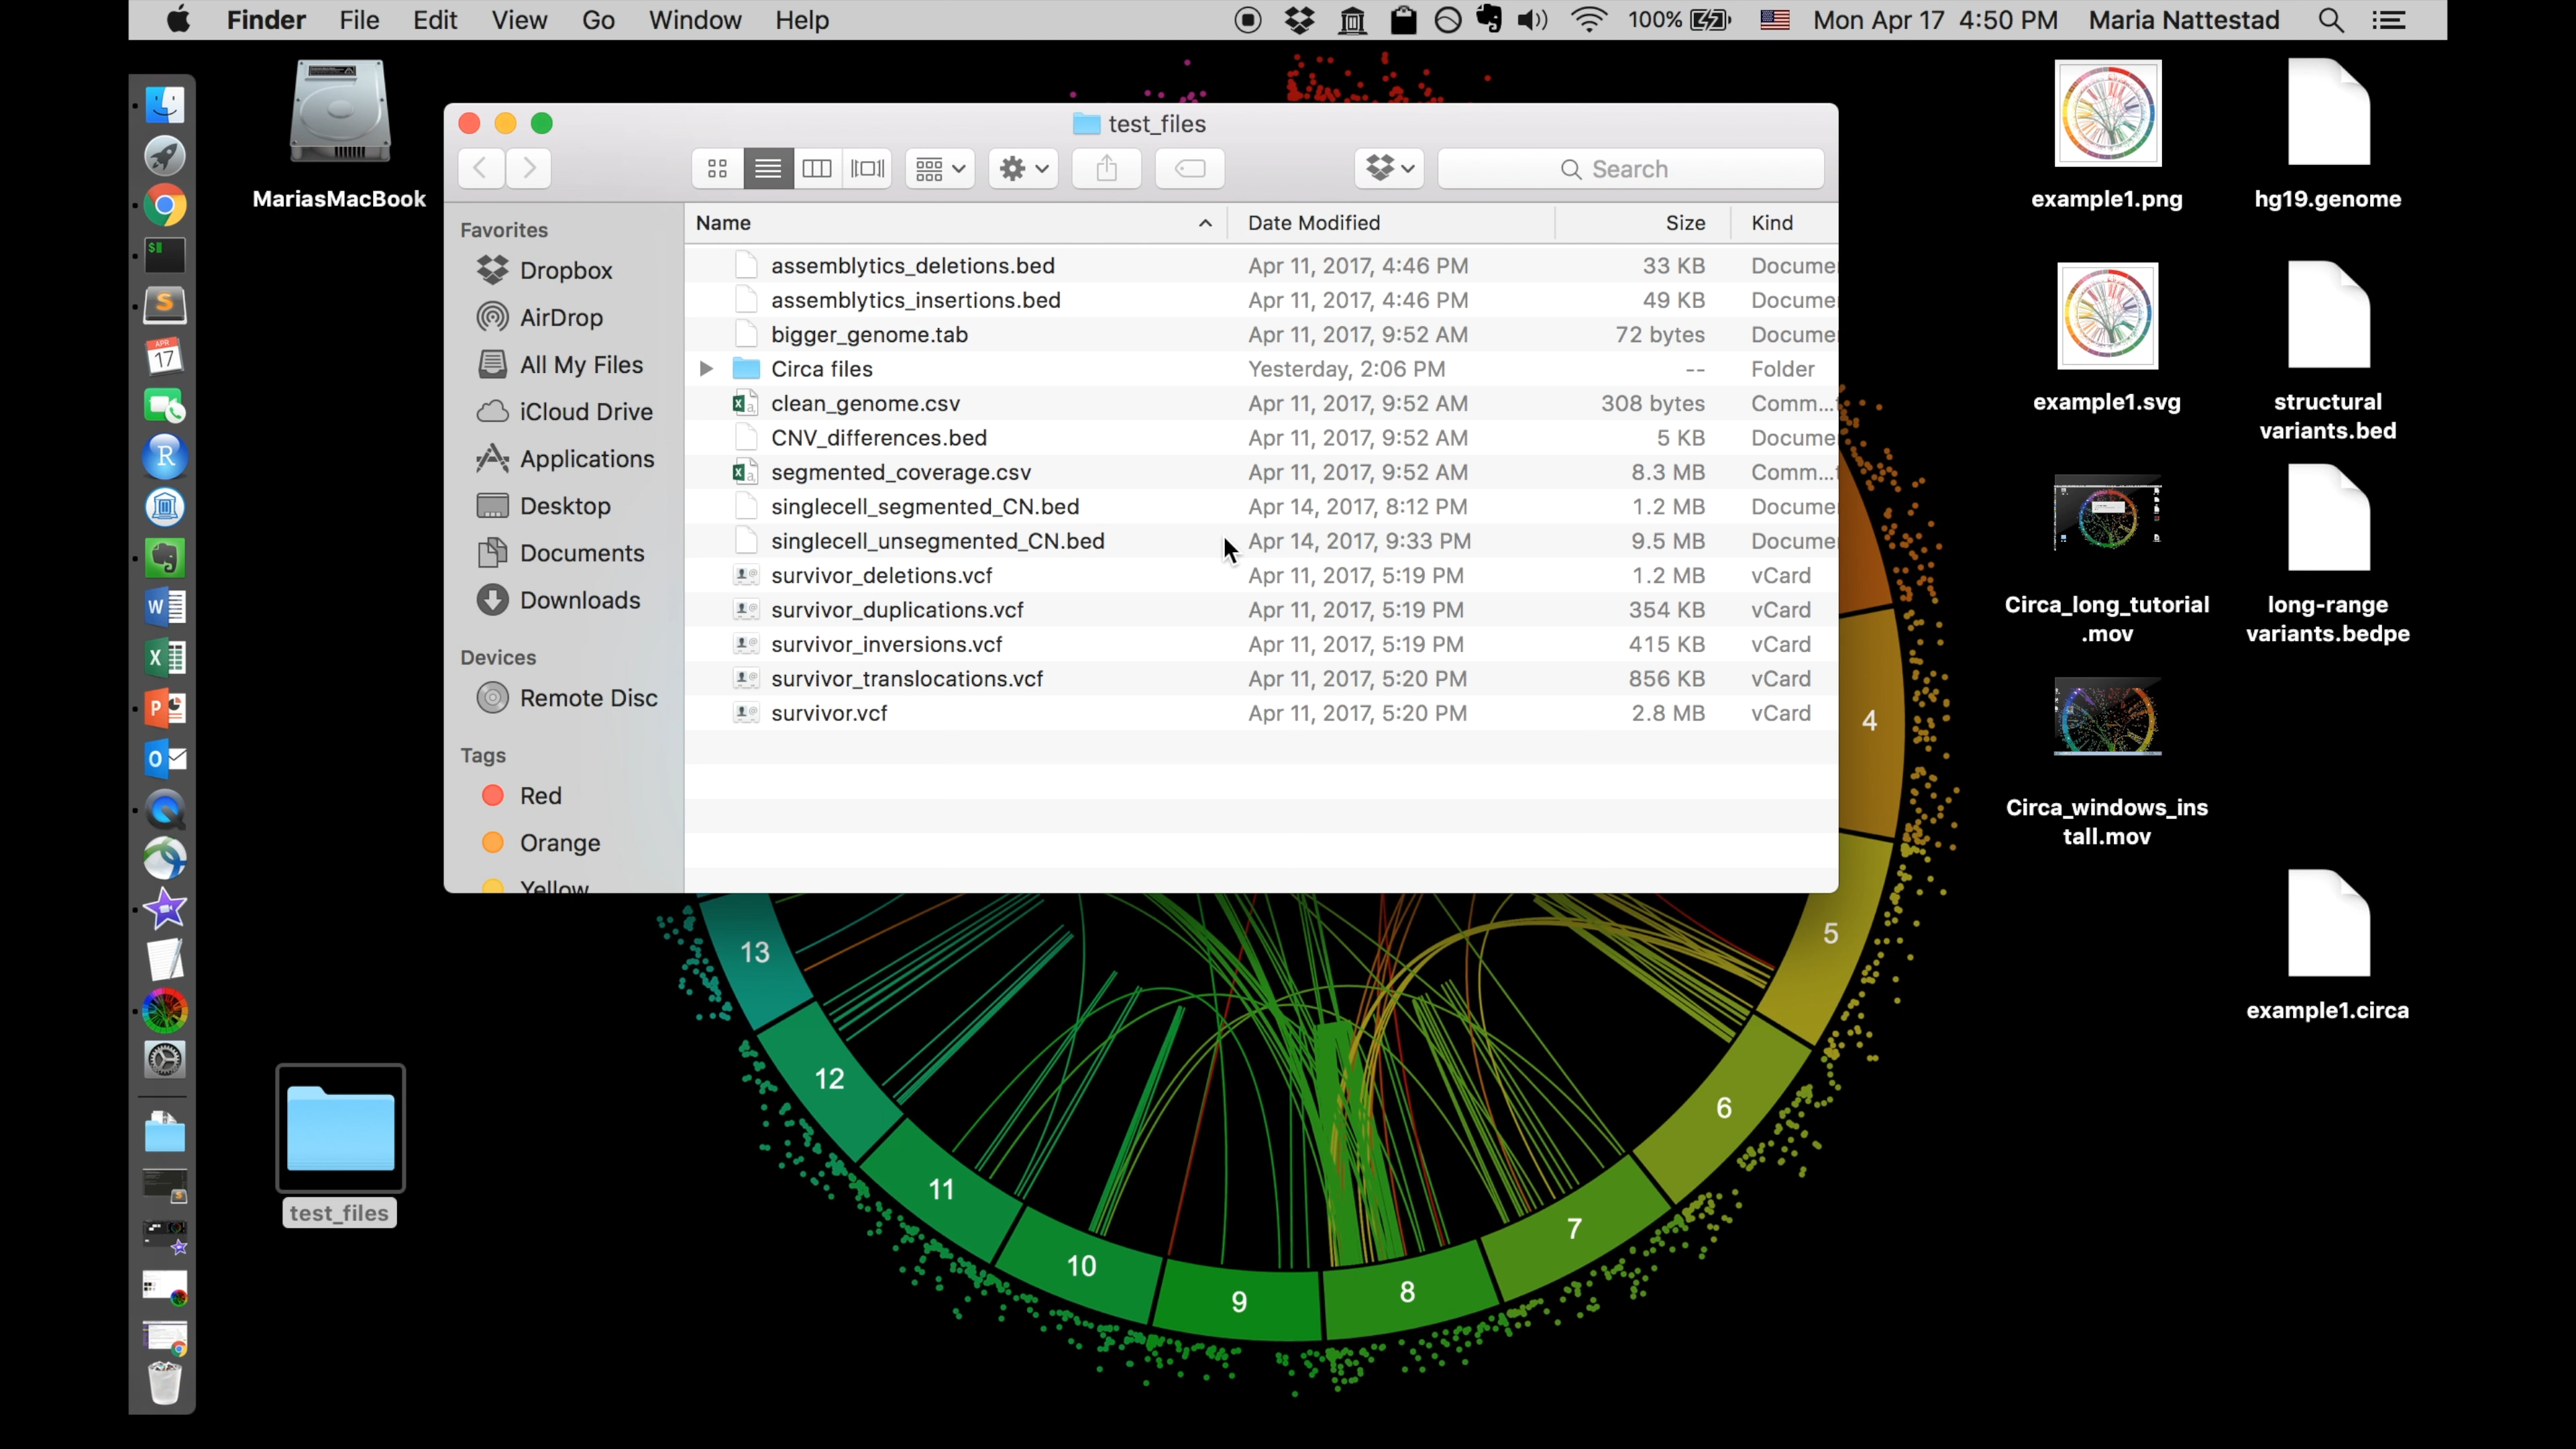 Finder File Edit View Go Window Help 100% Mon Apr 17 4:50 PM Maria Nattestad
MariasMacBook
test_files
Search
Favorites
Dropbox
AirDrop
All My Files
iCloud Drive
Applications
Desktop
Documents
Downloads
Devices
Remote Disc
Tags
Red
Orange
Yellow
Name Date Modified Size Kind
assemblytics_deletions.bed Apr 11, 2017, 4:46 PM 33 KB Docume
assemblytics_insertions.bed Apr 11, 2017, 4:46 PM 49 KB Docume
bigger_genome.tab Apr 11, 2017, 9:52 AM 72 bytes Docume
Circa files Yesterday, 2:06 PM -- Folder
clean_genome.csv Apr 11, 2017, 9:52 AM 308 bytes Comm...
CNV_differences.bed Apr 11, 2017, 9:52 AM 5 KB Docume
segmented_coverage.csv Apr 11, 2017, 9:52 AM 8.3 MB Comm...
singlecell_segmented_CN.bed Apr 14, 2017, 8:12 PM 1.2 MB Docume
singlecell_unsegmented_CN.bed Apr 14, 2017, 9:33 PM 9.5 MB Docume
survivor_deletions.vcf Apr 11, 2017, 5:19 PM 1.2 MB vCard
survivor_duplications.vcf Apr 11, 2017, 5:19 PM 354 KB vCard
survivor_inversions.vcf Apr 11, 2017, 5:19 PM 415 KB vCard
survivor_translocations.vcf Apr 11, 2017, 5:20 PM 856 KB vCard
survivor.vcf Apr 11, 2017, 5:20 PM 2.8 MB vCard
example1.png
hg19.genome
example1.svg
structural
variants.bed
Circa_long_tutorial
.mov
long-range
variants.bedpe
Circa_windows_ins
tall.mov
example1.circa
test_files
APR
17
4
5
6
7
8
9
10
11
12
13